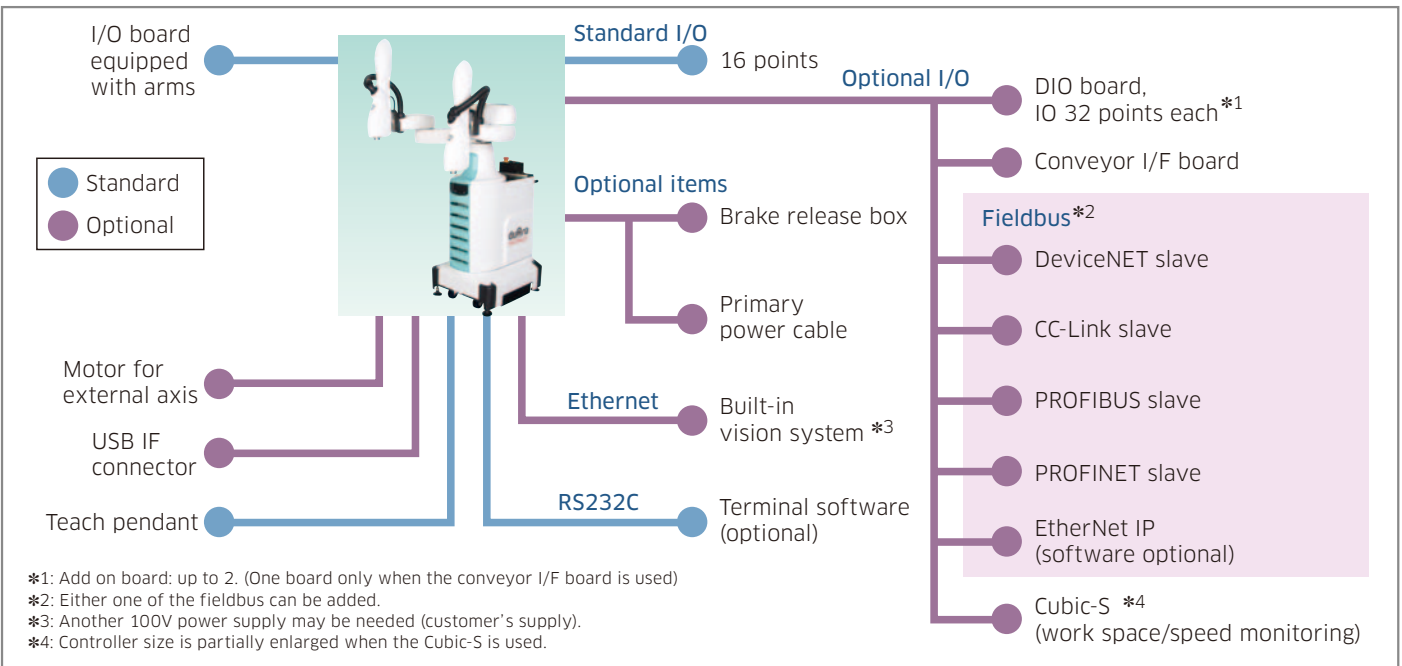 I/O board
equipped
with arms
Standard I/O
16 points
Optional I/O
DIO board,
IO 32 points each*1
Conveyor I/F board
Standard
Optional
Optional items
Brake release box
Primary
power cable
Fieldbus*2
DeviceNET slave
CC-Link slave
PROFIBUS slave
PROFINET slave
EtherNet IP
(software optional)
Cubic-S *4
(work space/speed monitoring)
Motor for
external axis
USB IF
connector
Teach pendant
Ethernet
Built-in
vision system *3
RS232C
Terminal software
(optional)
*1: Add on board: up to 2. (One board only when the conveyor I/F board is used)
*2: Either one of the fieldbus can be added.
*3: Another 100V power supply may be needed (customer's supply).
*4: Controller size is partially enlarged when the Cubic-S is used.